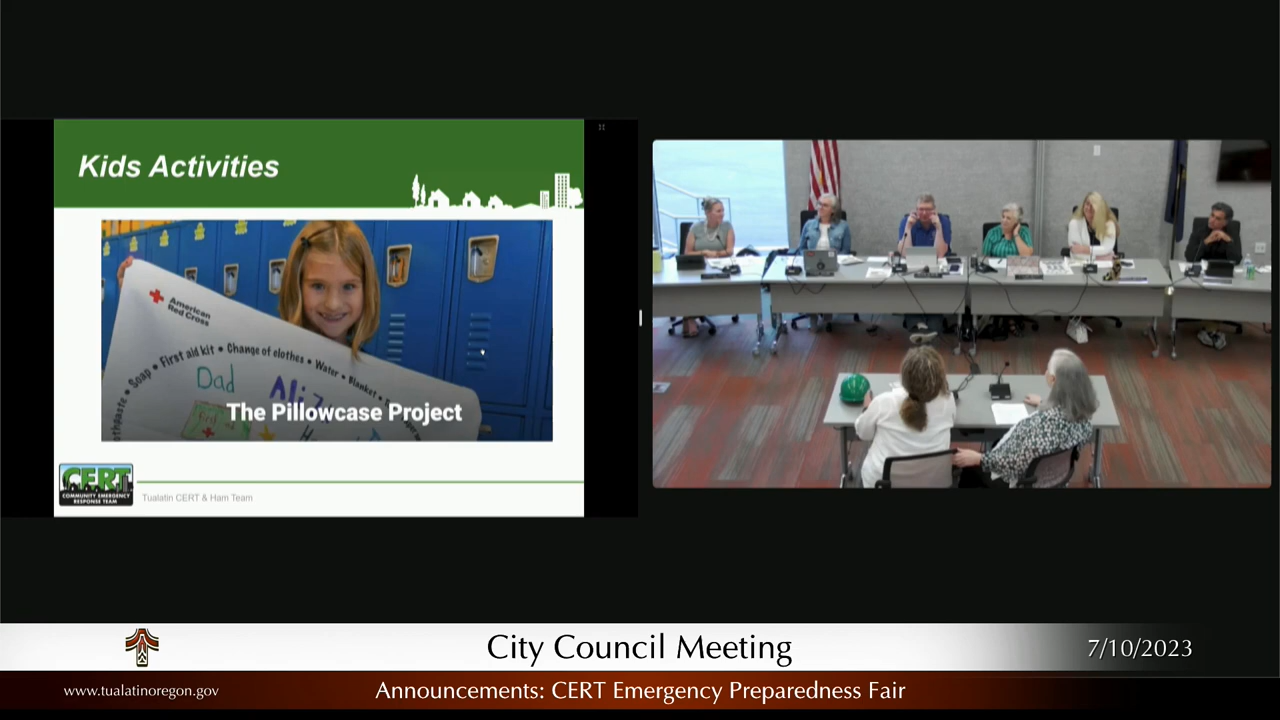 Kids Activities
American
Red Cross
Soap • First aid kit • Change of clothes • Water • Blanket •
Dad
The Pillowcase Project
CERT
COMMUNITY EMERGENCY
RESPONSE TEAM
Tualatin CERT & Ham Team
City Council Meeting
7/10/2023
www.tualatinoregon.gov
Announcements: CERT Emergency Preparedness Fair